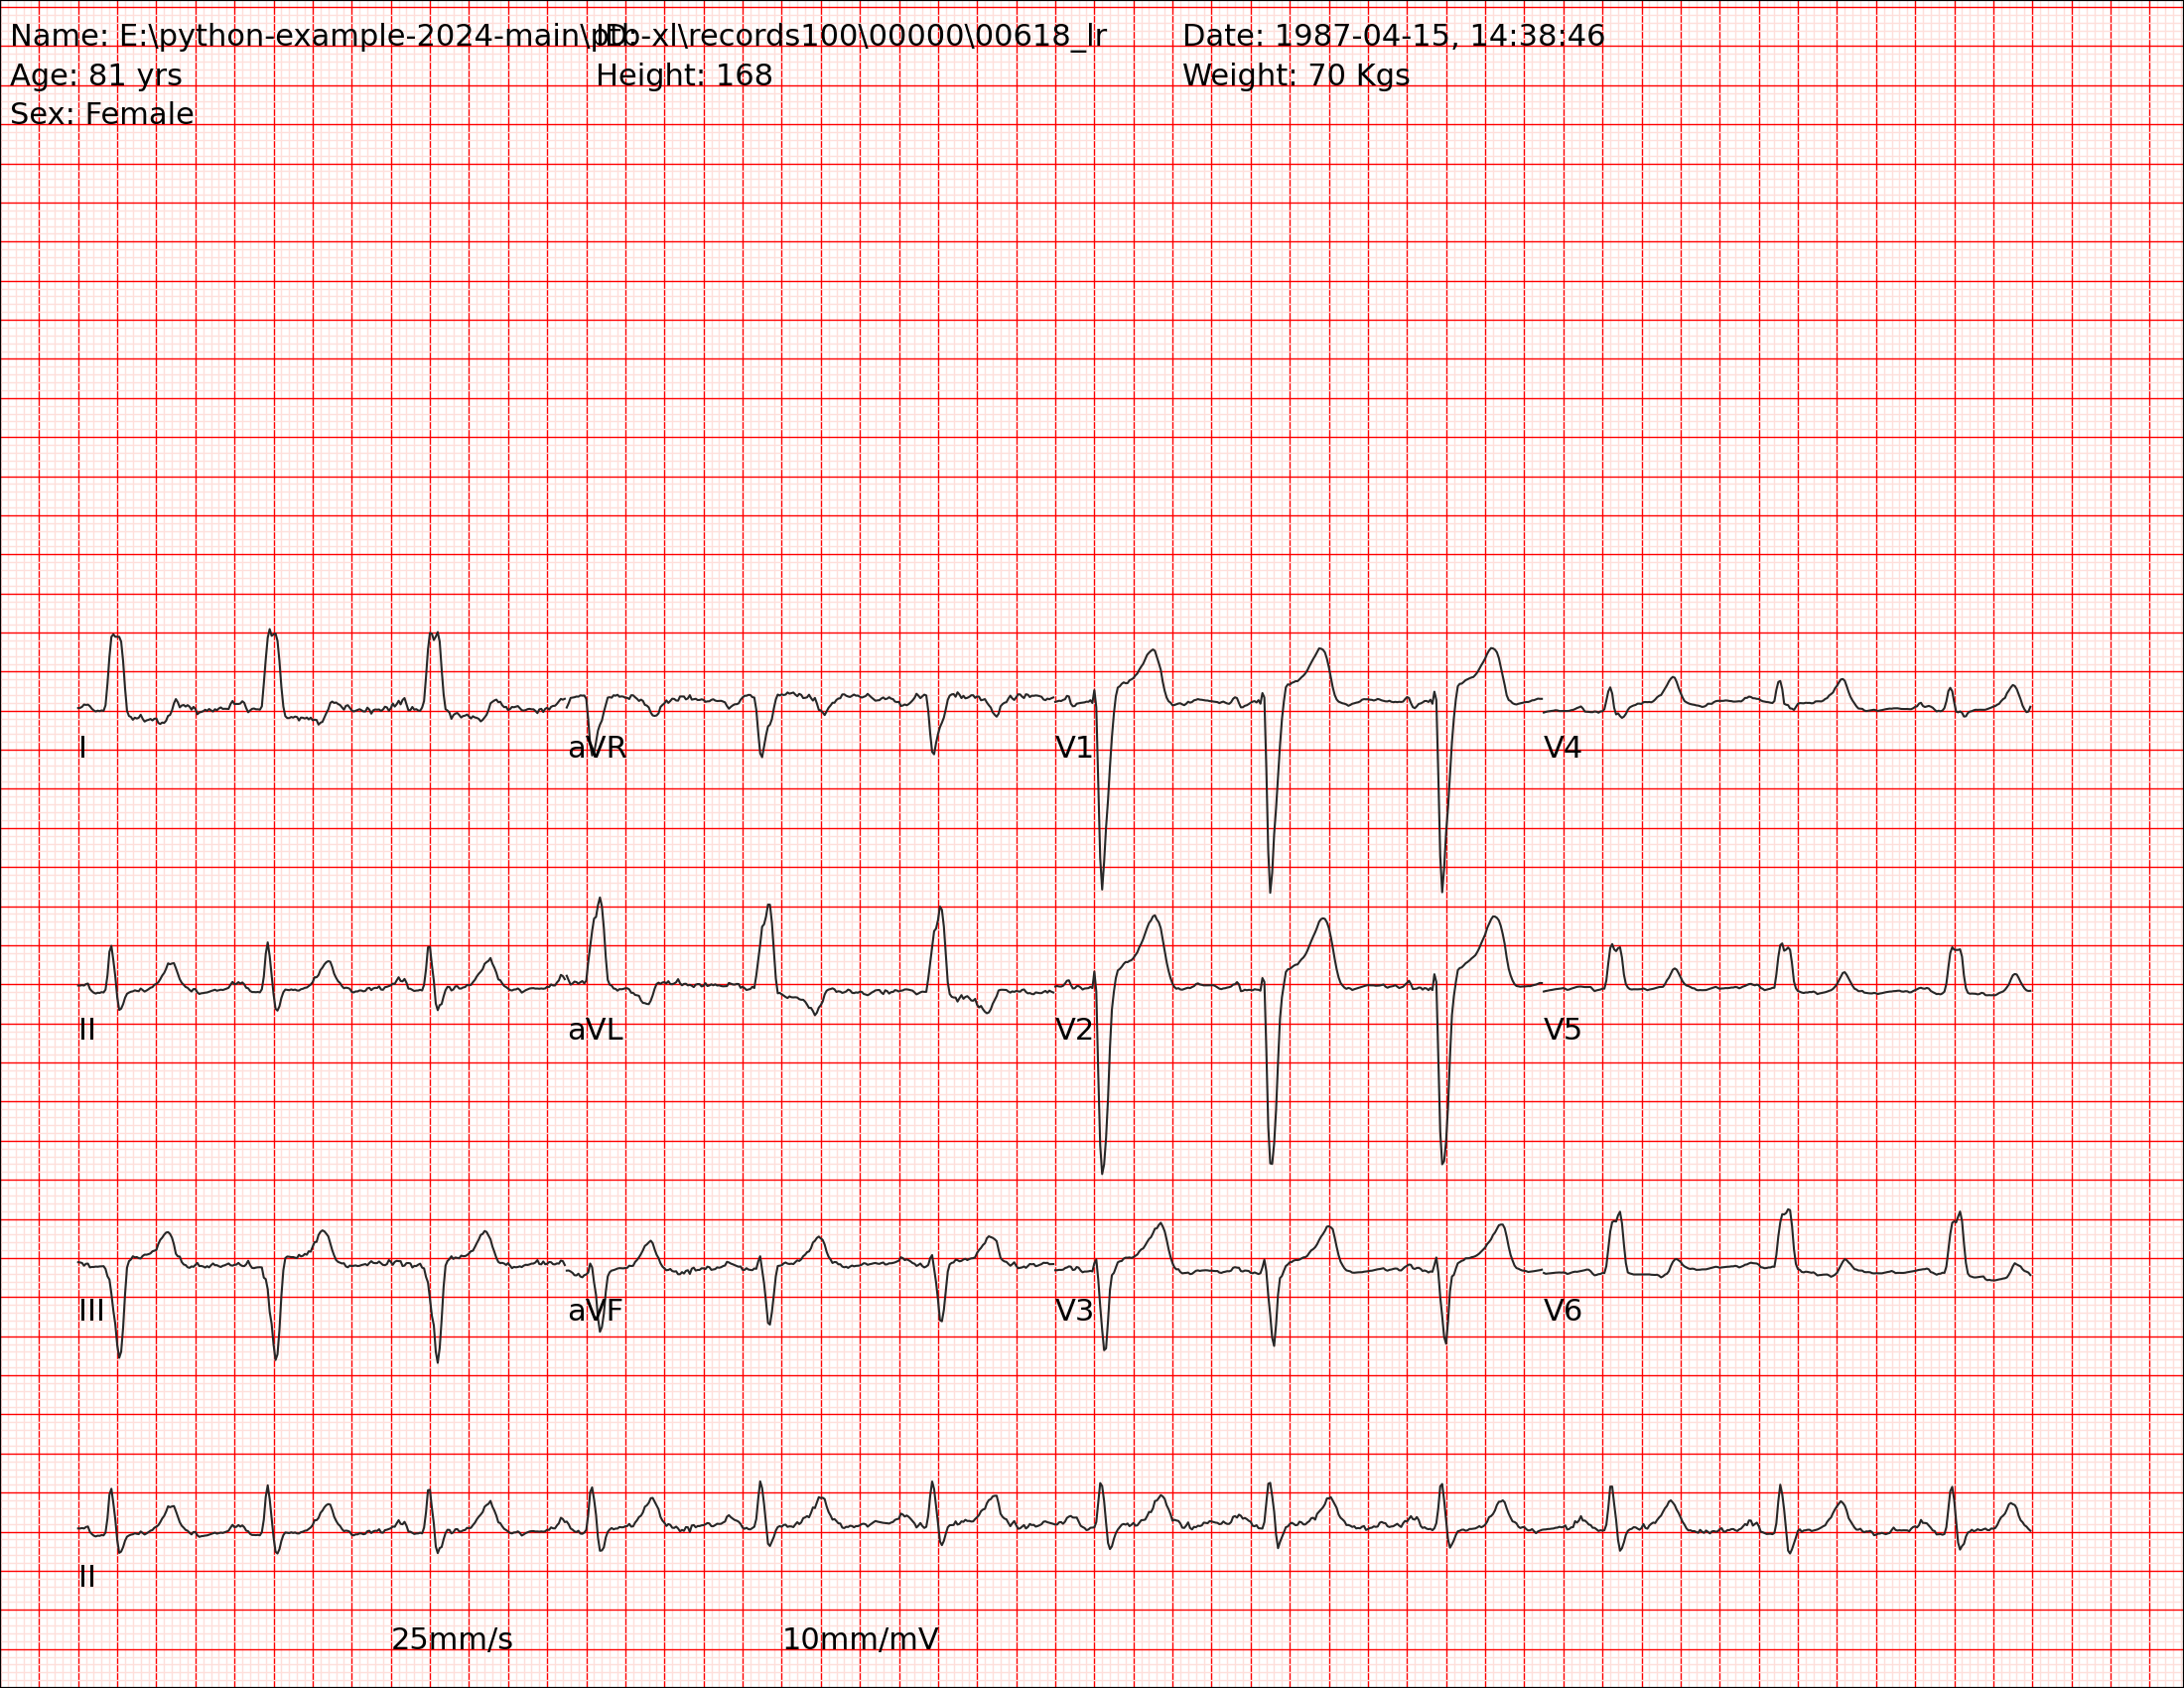 Name: E:\python-example-2024-main\ptb-xl\records100\00000\00618_lr ID: Date: 1987-04-15, 14:38:46
Age: 81 yrs Height: 168 Weight: 70 Kgs
Sex: Female
I aVR V1 V4
II aVL V2 V5
III aVF V3 V6
II
25mm/s 10mm/mV